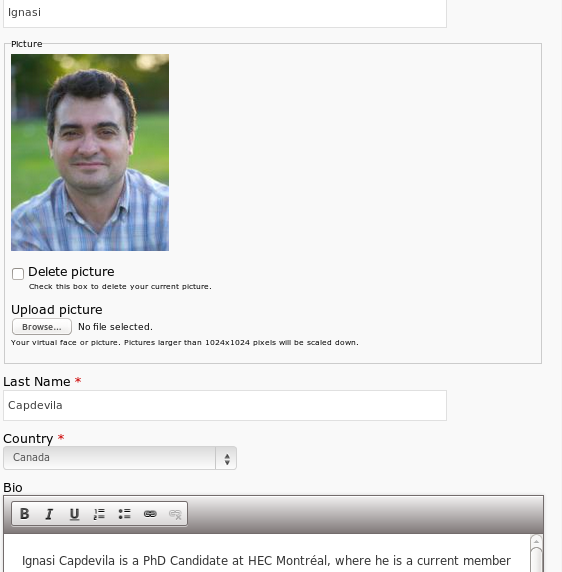 Ignasi
Picture
Delete picture
Check this box to delete your current picture.
Upload picture
Browse... No file selected.
Your virtual face or picture. Pictures larger than 1024x1024 pixels will be scaled down.
Last Name *
Capdevila
Country *
Canada
Bio
B I U
Ignasi Capdevila is a PhD Candidate at HEC Montréal, where he is a current member